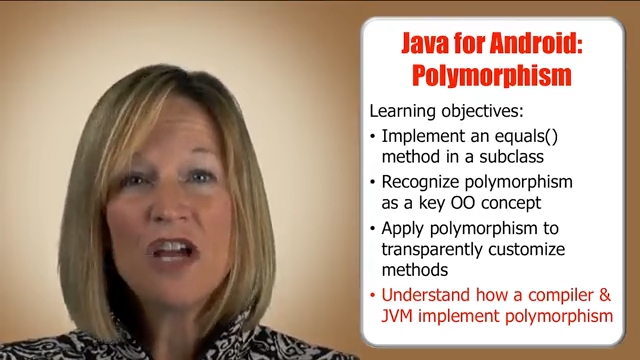 Java for Android:
Polymorphism
Learning objectives:
• Implement an equals()
method in a subclass
• Recognize polymorphism
as a key OO concept
• Apply polymorphism to
transparently customize
methods
• Understand how a compiler &
JVM implement polymorphism